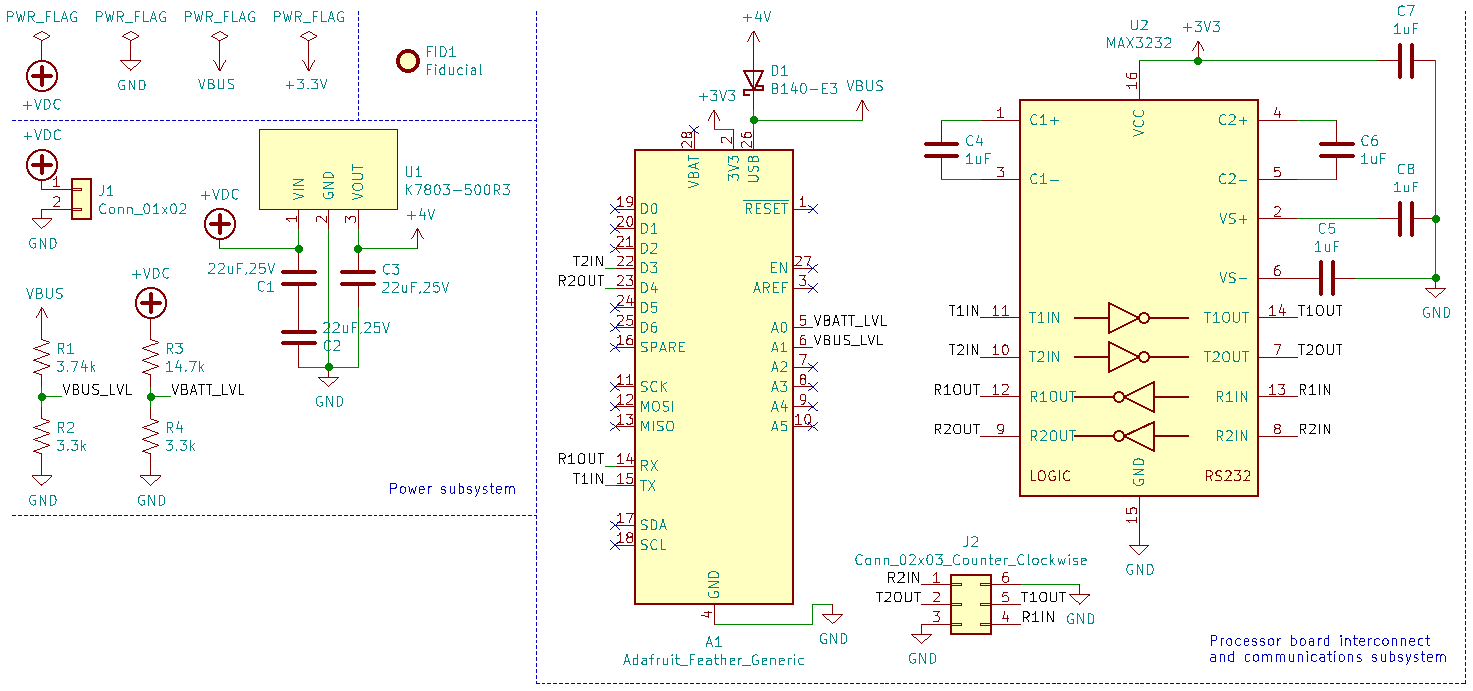 PWR_FLAG
PWR_FLAG
PWR_FLAG
PWR_FLAG
+VDC
GND
VBUS
+3.3V
FID1
Fiducial
+VDC
1
2
J1
Conn_01x02
GND
+VDC
VIN
GND
VOUT
1
2
3
U1
K7803-500R3
+4V
22uF,25V
C1
C3
22uF,25V
22uF,25V
C2
GND
VBUS
R1
3.74k
VBUS_LVL
R2
3.3k
GND
+VDC
R3
14.7k
VBATT_LVL
R4
3.3k
GND
Power subsystem
+4V
D1
B140-E3
VBUS
+3V3
28
2
26
VBAT
3V3
USB
19 D0
20 D1
21 D2
T2IN 22 D3
R2OUT 23 D4
24 D5
25 D6
16 SPARE
11 SCK
12 MOSI
13 MISO
R1OUT 14 RX
T1IN 15 TX
17 SDA
18 SCL
RESET 1
EN 27
AREF 3
A0 5 VBATT_LVL
A1 6 VBUS_LVL
A2 7
A3 8
A4 9
A5 10
GND
4
GND
A1
Adafruit_Feather_Generic
U2
MAX3232
+3V3
C7
1uF
16
VCC
1 C1+
C4
1uF
3 C1-
C2+ 4
C6
1uF
C2- 5
C8
1uF
VS+ 2
C5
1uF
VS- 6
GND
T1IN 11 T1IN
T1OUT 14 T1OUT
T2IN 10 T2IN
T2OUT 7 T2OUT
R1OUT 12 R1OUT
R1IN 13 R1IN
R2OUT 9 R2OUT
R2IN 8 R2IN
GND
LOGIC
RS232
15
GND
J2
Conn_02x03_Counter_Clockwise
R2IN 1
T2OUT 2
3
6
5 T1OUT
4 R1IN
GND
GND
Processor board interconnect
and communications subsystem